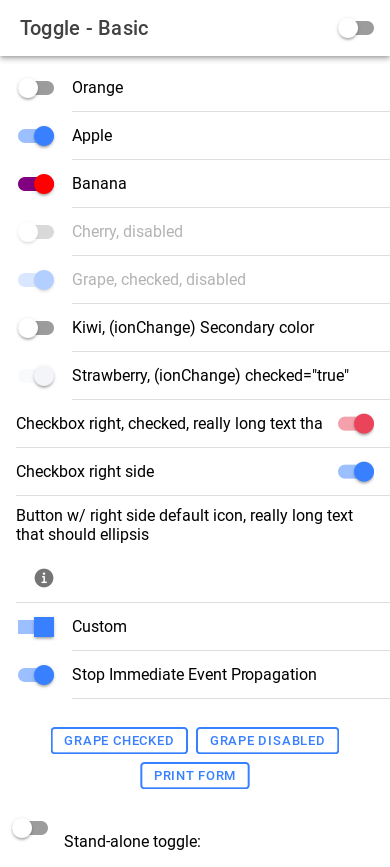 Toggle - Basic
Orange
Apple
Banana
Cherry, disabled
Grape, checked, disabled
Kiwi, (ionChange) Secondary color
Strawberry, (ionChange) checked="true"
Checkbox right, checked, really long text tha
Checkbox right side
Button w/ right side default icon, really long text
that should ellipsis
Custom
Stop Immediate Event Propagation
GRAPE CHECKED
GRAPE DISABLED
PRINT FORM
Stand-alone toggle: